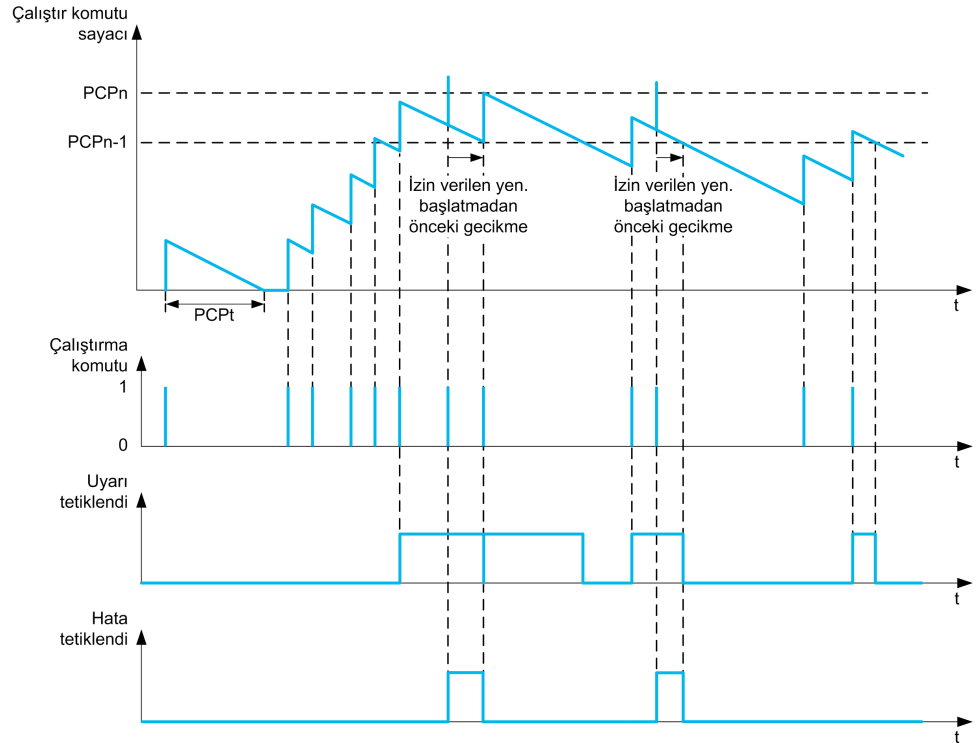 Çalıştır komutu
sayacı
PCPn
PCPn-1
İzin verilen yen.
başlatmadan
önceki gecikme
İzin verilen yen.
başlatmadan
önceki gecikme
PCPt
t
Çalıştırma
komutu
1
0
t
Uyarı
tetiklendi
t
Hata
tetiklendi
t